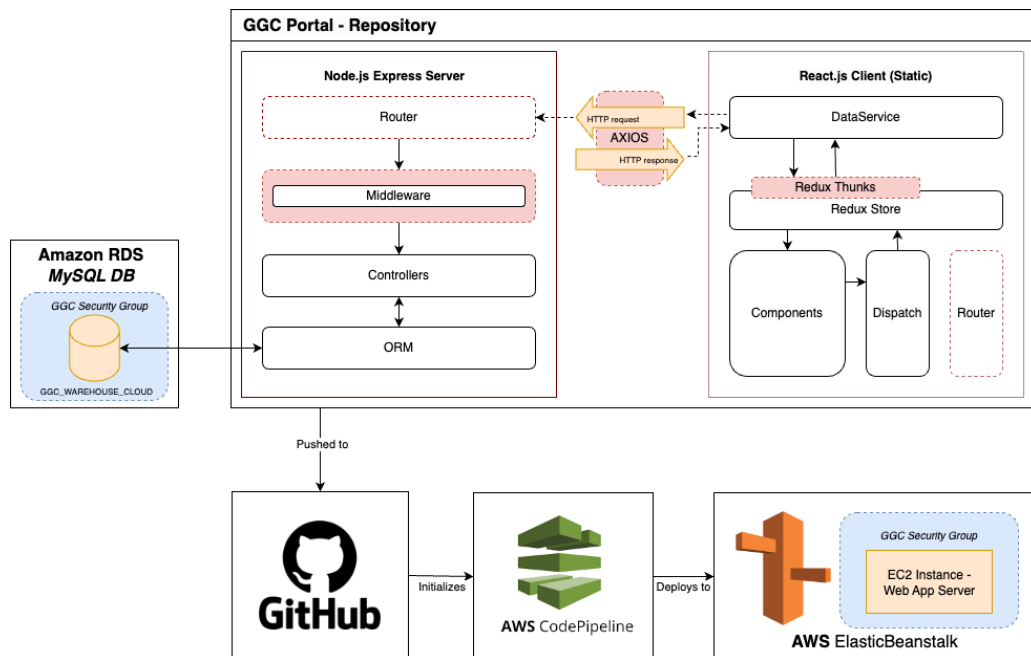 GGC Portal - Repository
Node.js Express Server
Router
Middleware
Controllers
ORM
HTTP request
AXIOS
HTTP response
React.js Client (Static)
DataService
Redux Thunks
Redux Store
Components
Dispatch
Router
Amazon RDS
MySQL DB
GGC Security Group
GGC_WAREHOUSE_CLOUD
Pushed to
GitHub
Initializes
AWS CodePipeline
Deploys to
GGC Security Group
EC2 Instance -
Web App Server
AWS ElasticBeanstalk